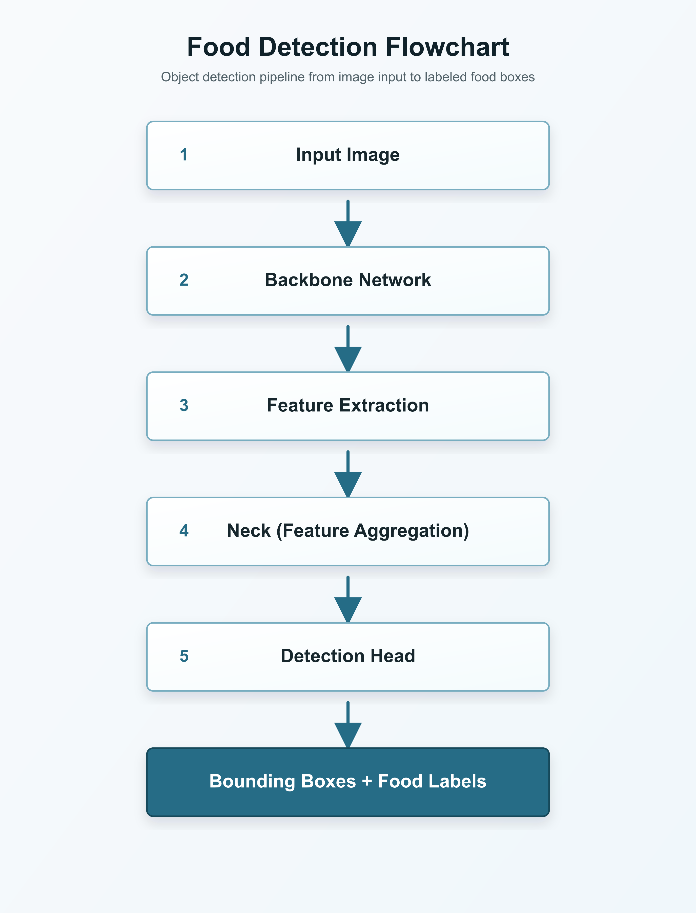 Food Detection Flowchart
Object detection pipeline from image input to labeled food boxes
1 Input Image
2 Backbone Network
3 Feature Extraction
4 Neck (Feature Aggregation)
5 Detection Head
Bounding Boxes + Food Labels